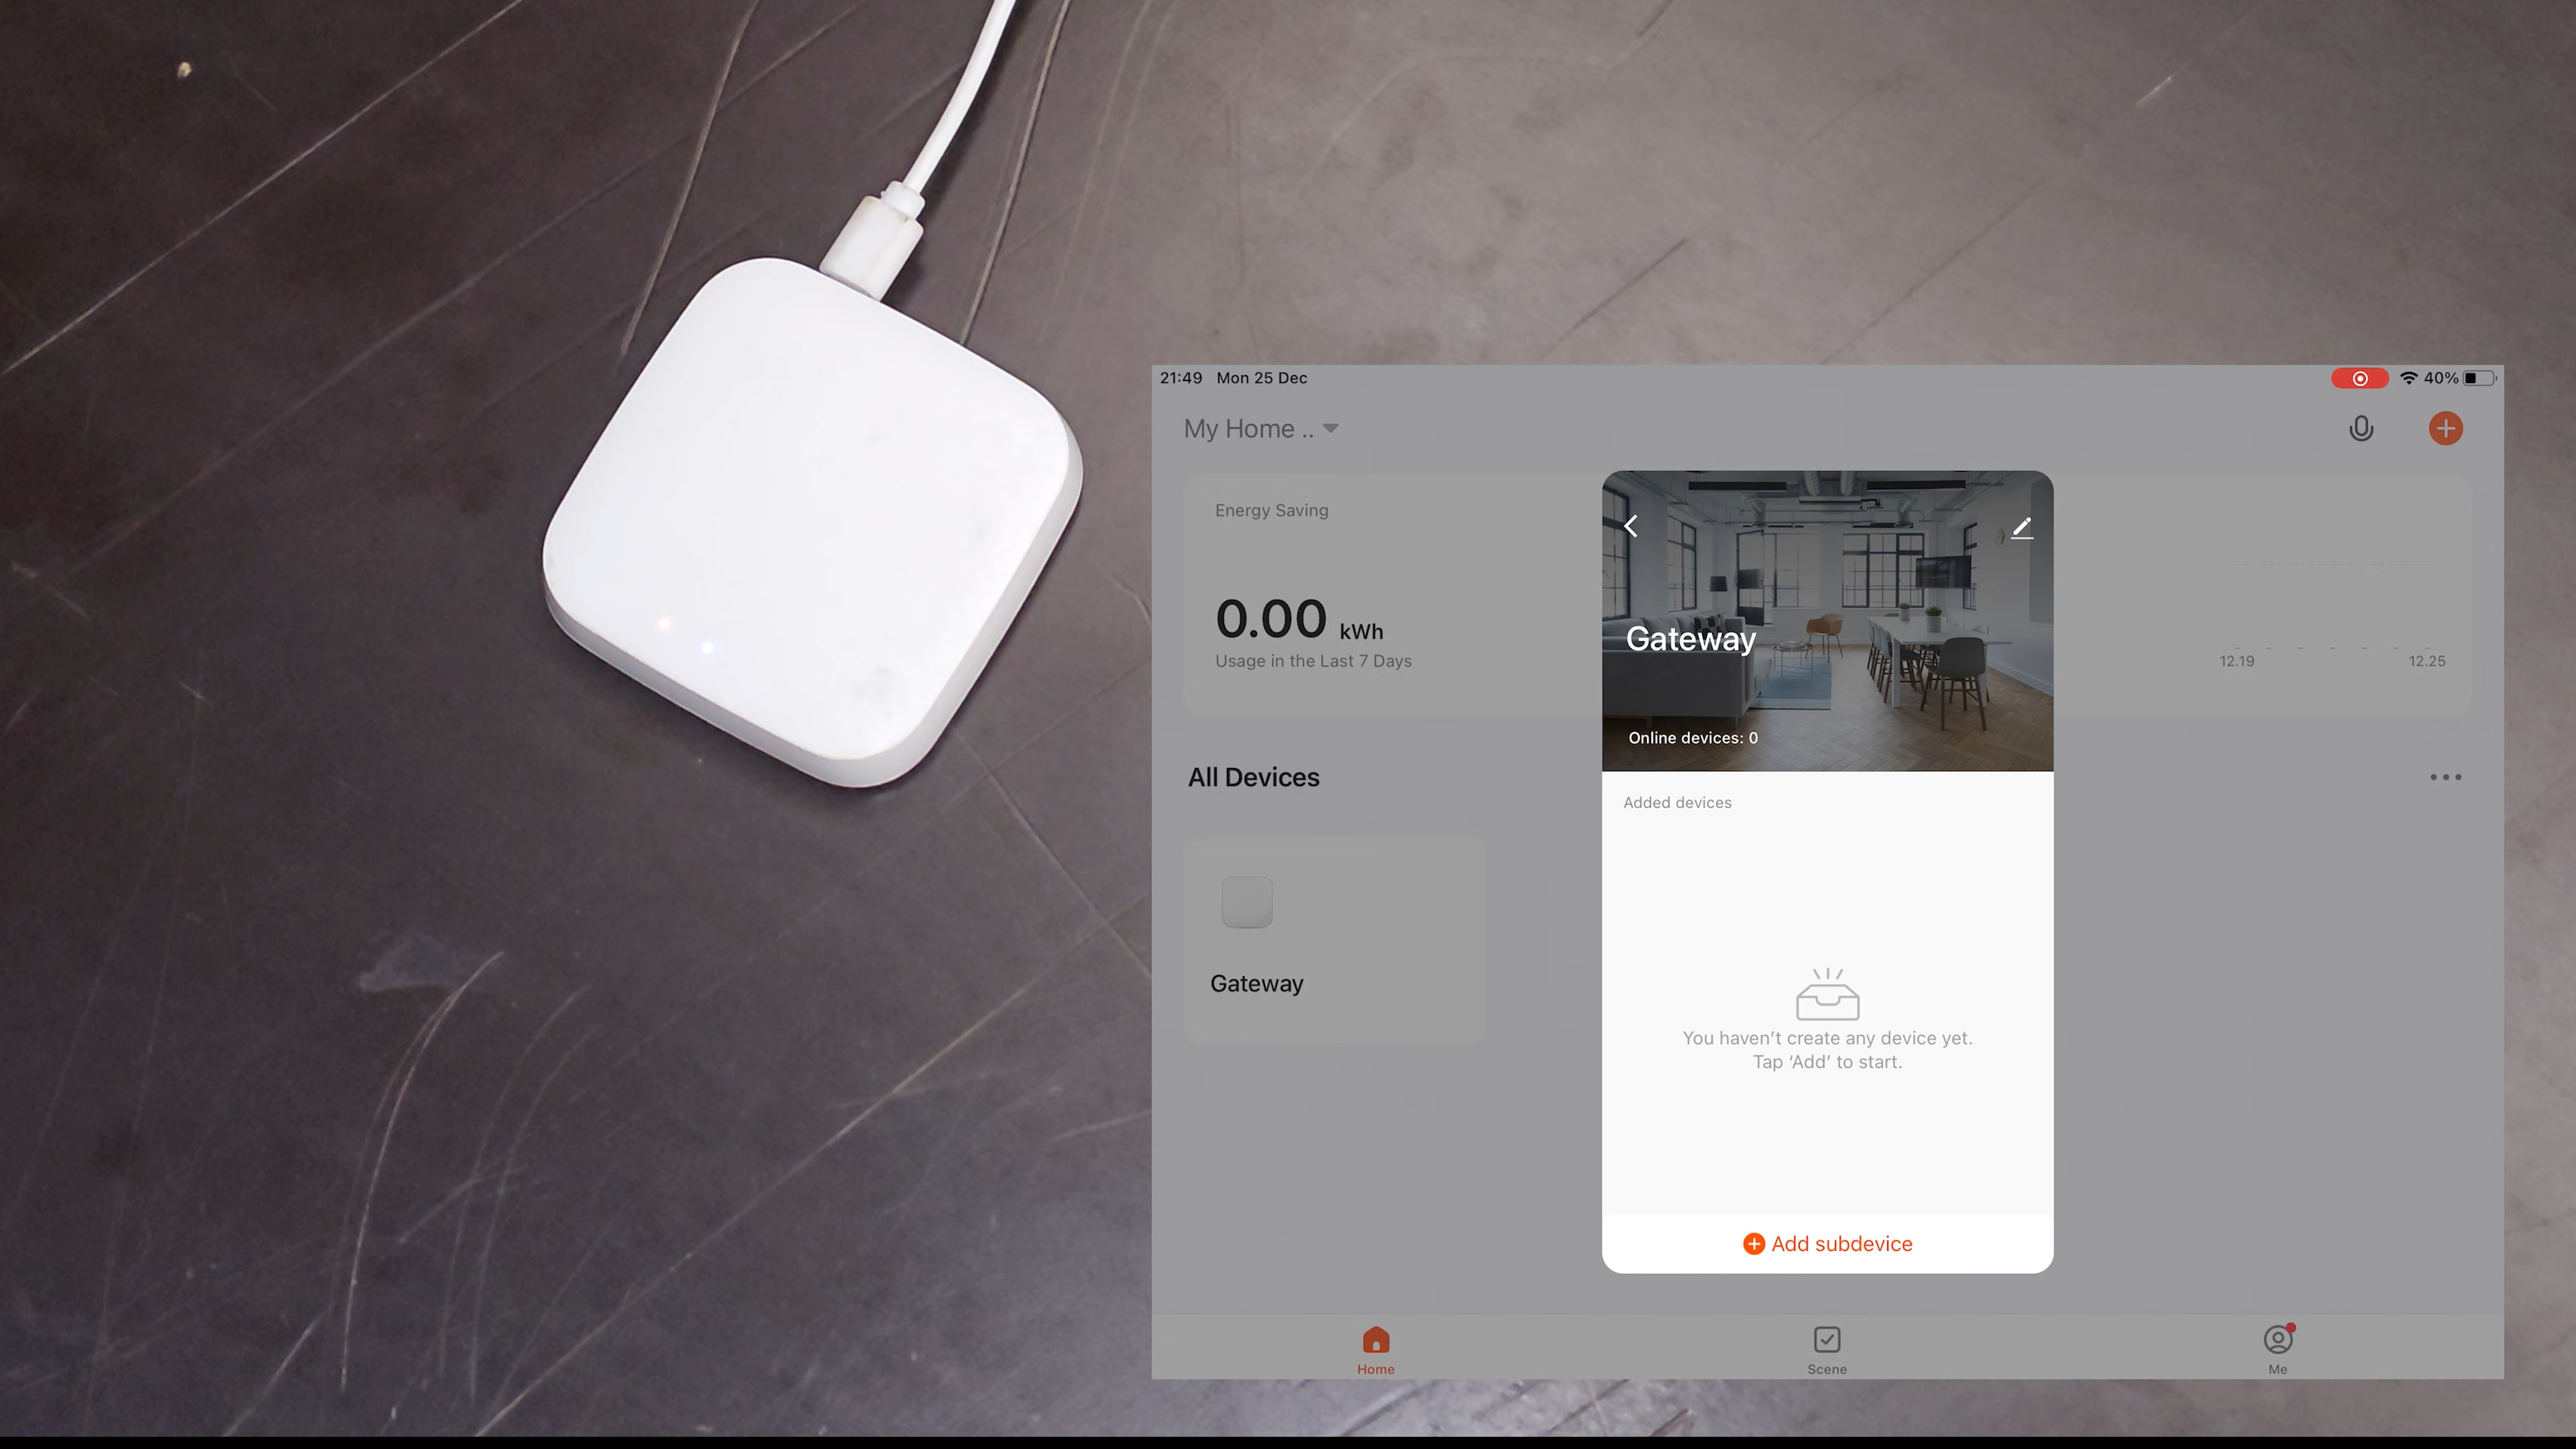 21:49 Mon 25 Dec
40%
My Home ..
Energy Saving
0.00 kWh
Usage in the Last 7 Days
12.19 12.25
Gateway
Online devices: 0
All Devices
Added devices
Gateway
You haven't create any device yet.
Tap 'Add' to start.
Add subdevice
Home
Scene
Me